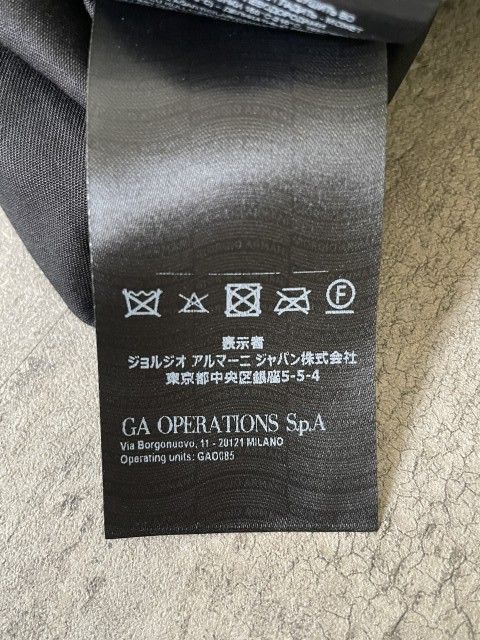 F
表示者
ジョルジオ アルマーニ ジャパン株式会社
東京都中央区銀座5-5-4
GA OPERATIONS S.p.A
Via Borgonuovo, 11 - 20121 MILANO
Operating units: GAO085